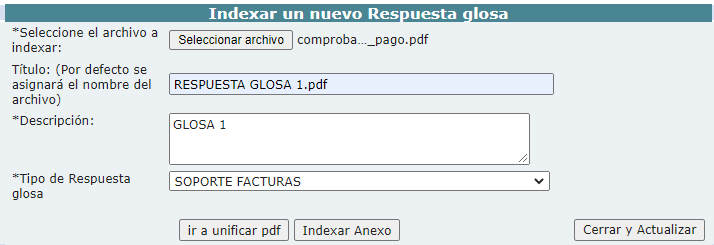 Indexar un nuevo Respuesta glosa
*Seleccione el archivo a
indexar:
Seleccionar archivo comproba..._pago.pdf
Título: (Por defecto se
asignará el nombre del
archivo)
RESPUESTA GLOSA 1.pdf
*Descripción:
GLOSA 1
*Tipo de Respuesta
glosa
SOPORTE FACTURAS
ir a unificar pdf Indexar Anexo Cerrar y Actualizar